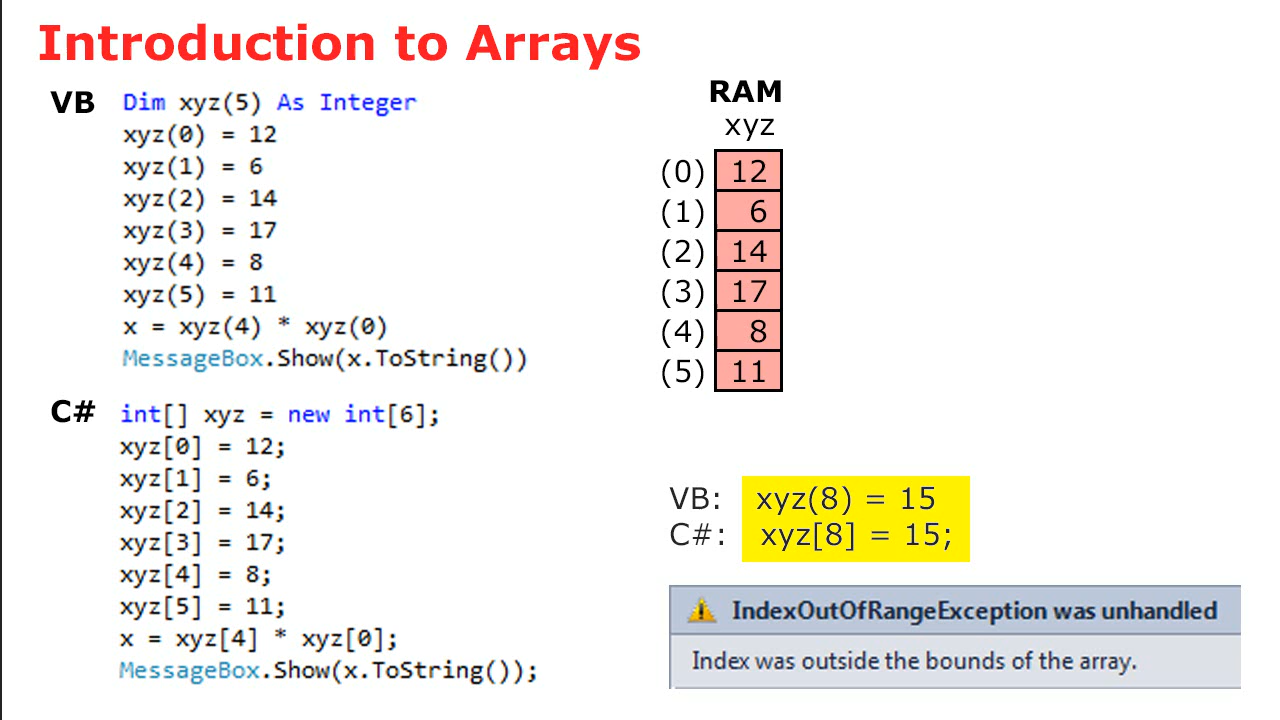 Introduction to Arrays
VB
Dim xyz(5) As Integer
xyz(0) = 12
xyz(1) = 6
xyz(2) = 14
xyz(3) = 17
xyz(4) = 8
xyz(5) = 11
x = xyz(4) * xyz(0)
MessageBox.Show(x.ToString())
C#
int[] xyz = new int[6];
xyz[0] = 12;
xyz[1] = 6;
xyz[2] = 14;
xyz[3] = 17;
xyz[4] = 8;
xyz[5] = 11;
x = xyz[4] * xyz[0];
MessageBox.Show(x.ToString());
RAM
xyz
(0) 12
(1) 6
(2) 14
(3) 17
(4) 8
(5) 11
VB: xyz(8) = 15
C#: xyz[8] = 15;
IndexOutOfRangeException was unhandled
Index was outside the bounds of the array.